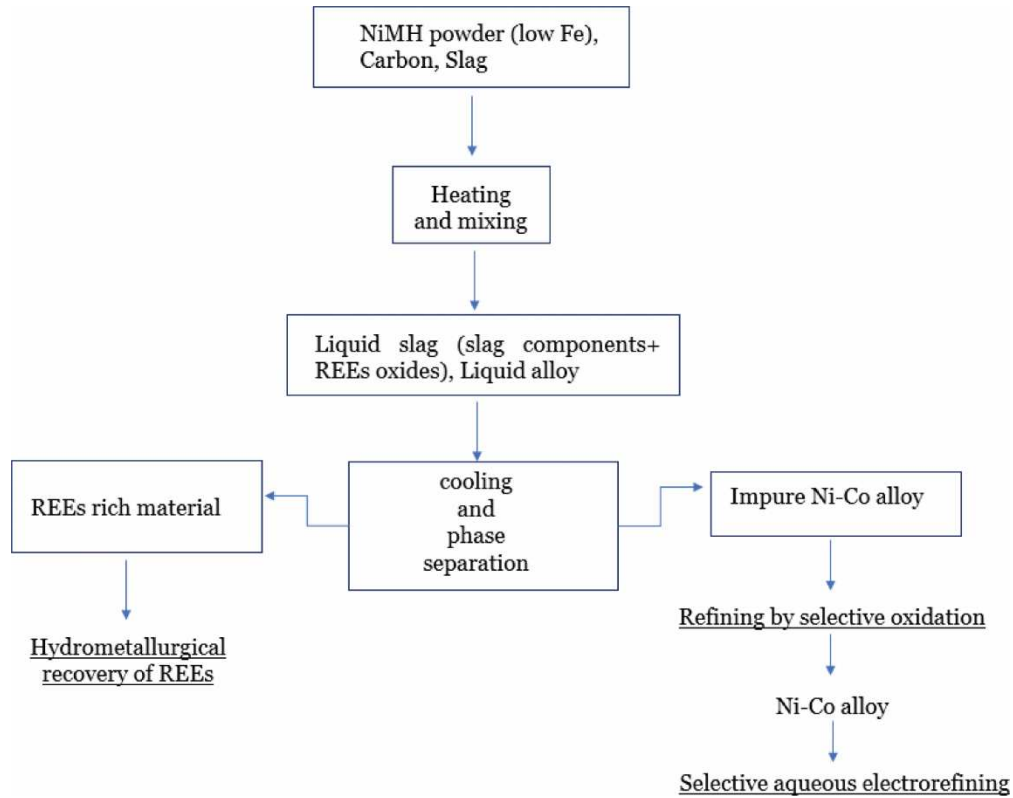 NiMH powder (low Fe),
Carbon, Slag
Heating
and mixing
Liquid slag (slag components+
REEs oxides), Liquid alloy
cooling
and
phase
separation
REEs rich material
Impure Ni-Co alloy
Hydrometallurgical
recovery of REEs
Refining by selective oxidation
Ni-Co alloy
Selective aqueous electrorefining